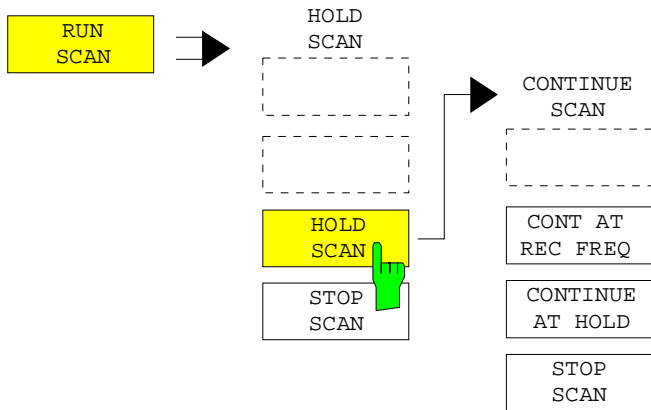 RUN
SCAN
HOLD
SCAN
HOLD
SCAN
STOP
SCAN
CONTINUE
SCAN
CONT AT
REC FREQ
CONTINUE
AT HOLD
STOP
SCAN